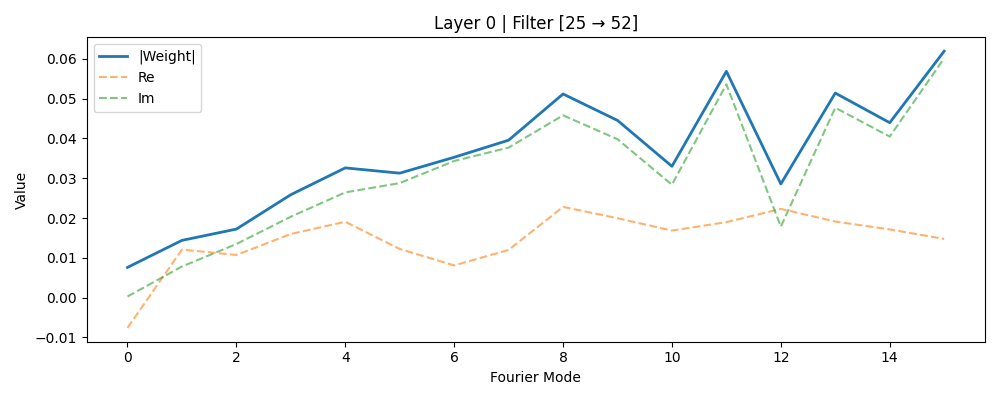 Layer 0 | Filter [25 → 52]
|Weight|
Re
Im
0.06
0.05
0.04
0.03
0.02
0.01
0.00
−0.01
Value
0 2 4 6 8 10 12 14
Fourier Mode